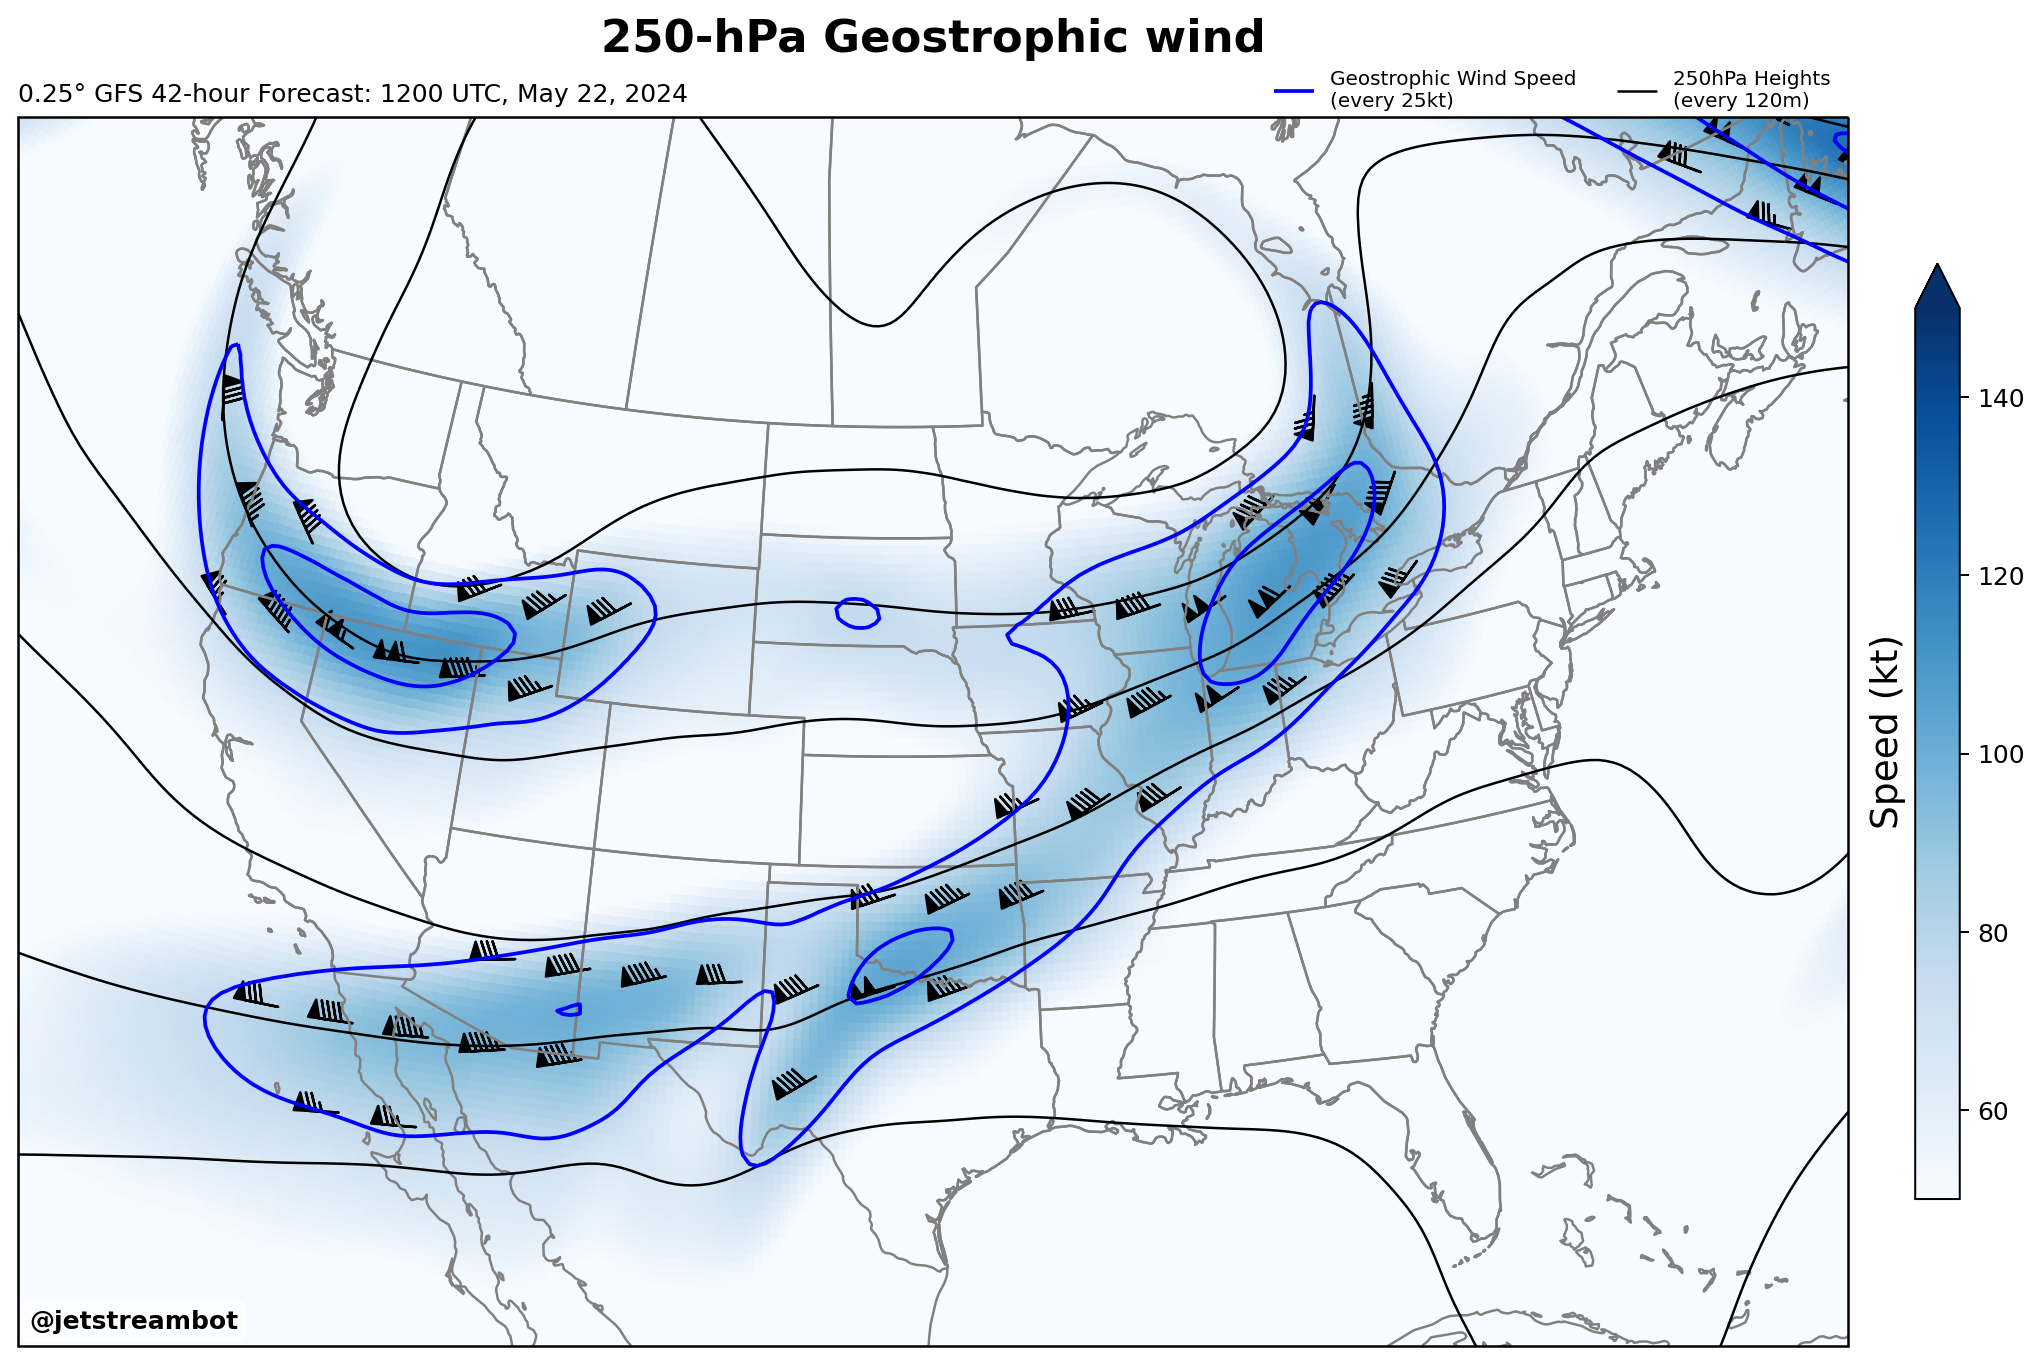 250-hPa Geostrophic wind
0.25° GFS 42-hour Forecast: 1200 UTC, May 22, 2024
Geostrophic Wind Speed
(every 25kt)
250hPa Heights
(every 120m)
140
120
100
80
60
Speed (kt)
@jetstreambot